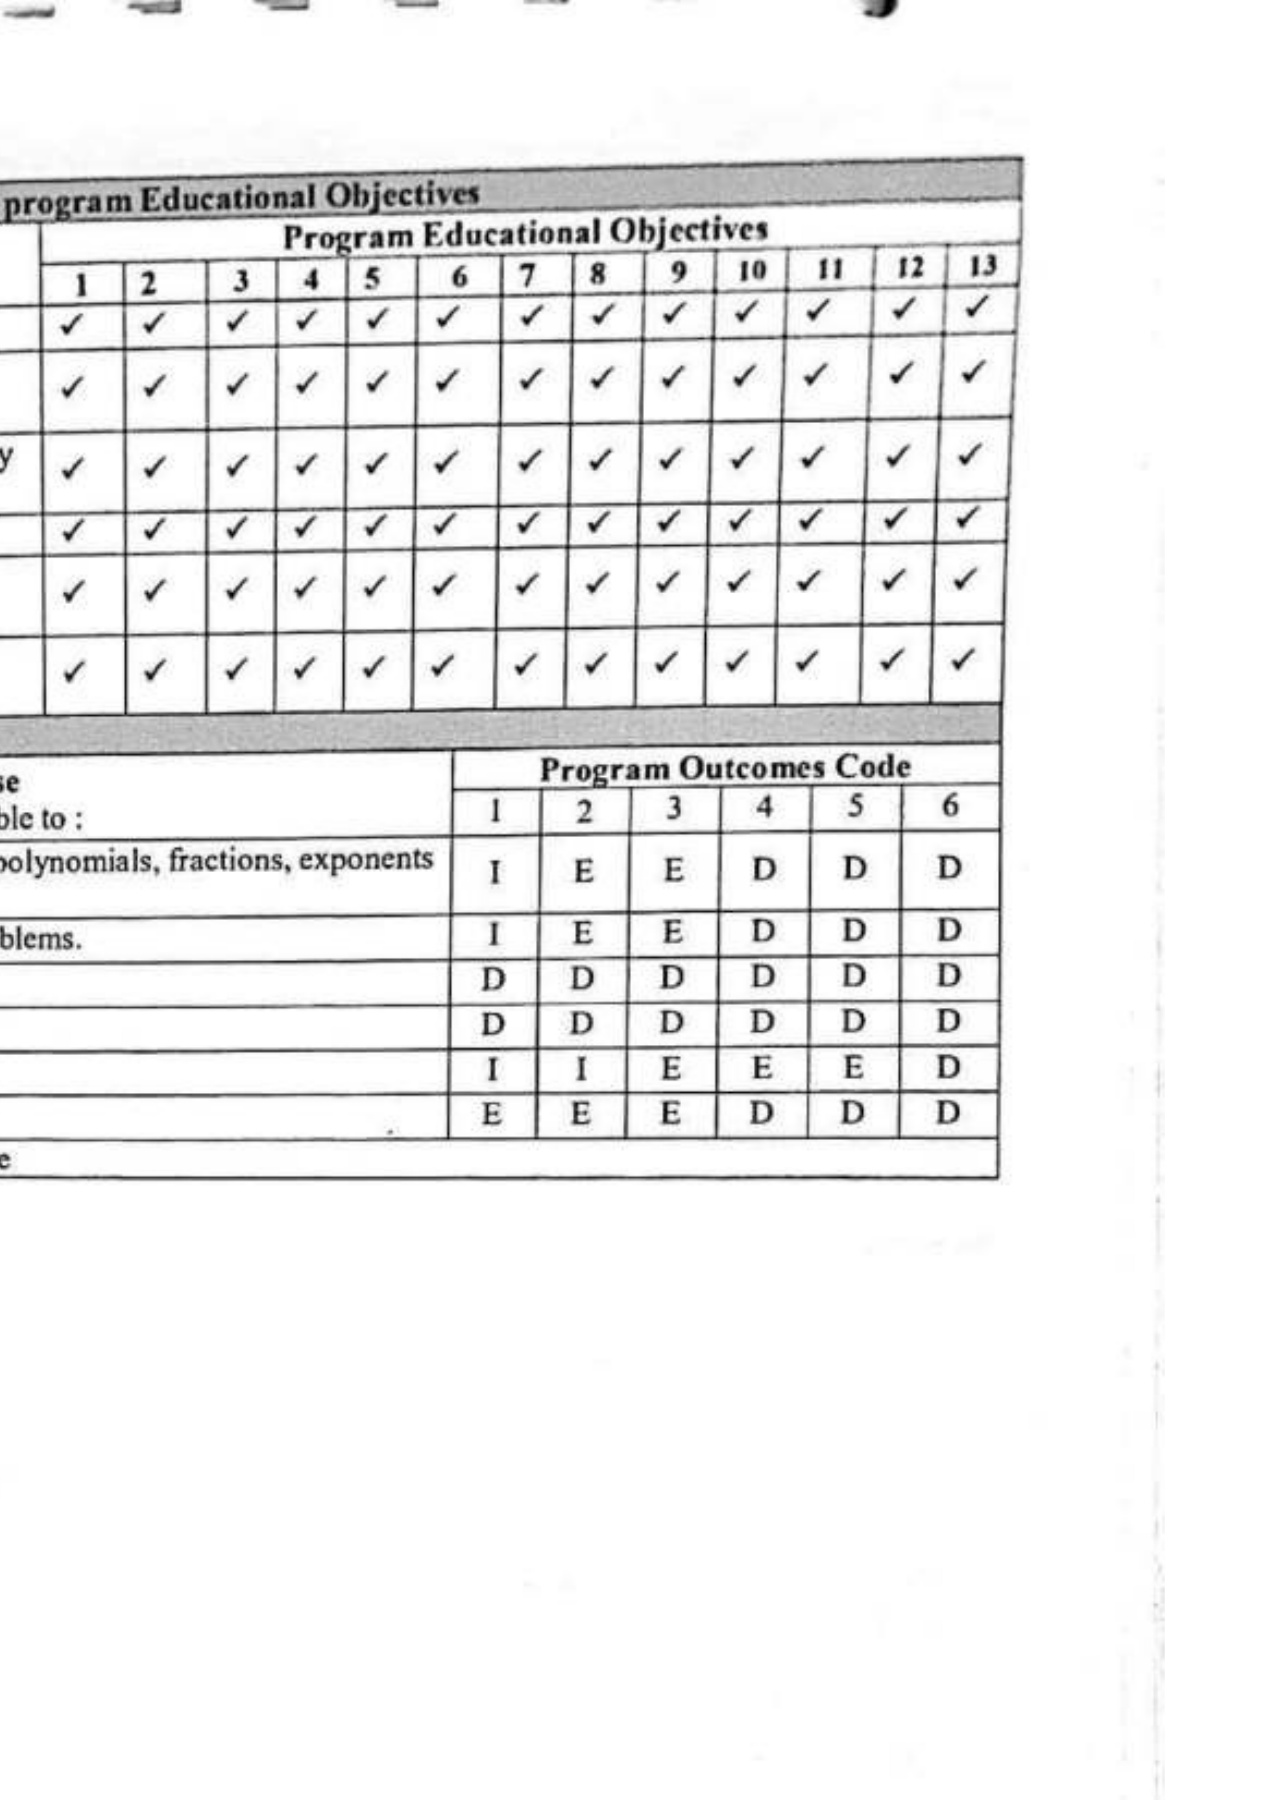 program Educational Objectives
Program Educational Objectives
1 2 3 4 5 6 7 8 9 10 11 12 13
✓ ✓ ✓ ✓ ✓ ✓ ✓ ✓ ✓ ✓ ✓ ✓ ✓
✓ ✓ ✓ ✓ ✓ ✓ ✓ ✓ ✓ ✓ ✓ ✓ ✓
y ✓ ✓ ✓ ✓ ✓ ✓ ✓ ✓ ✓ ✓ ✓ ✓ ✓
✓ ✓ ✓ ✓ ✓ ✓ ✓ ✓ ✓ ✓ ✓ ✓ ✓
✓ ✓ ✓ ✓ ✓ ✓ ✓ ✓ ✓ ✓ ✓ ✓ ✓
✓ ✓ ✓ ✓ ✓ ✓ ✓ ✓ ✓ ✓ ✓ ✓ ✓
se Program Outcomes Code
ble to : 1 2 3 4 5 6
polynomials, fractions, exponents I E E D D D
blems. I E E D D D
D D D D D D
D D D D D D
I I E E E D
E E E D D D
e